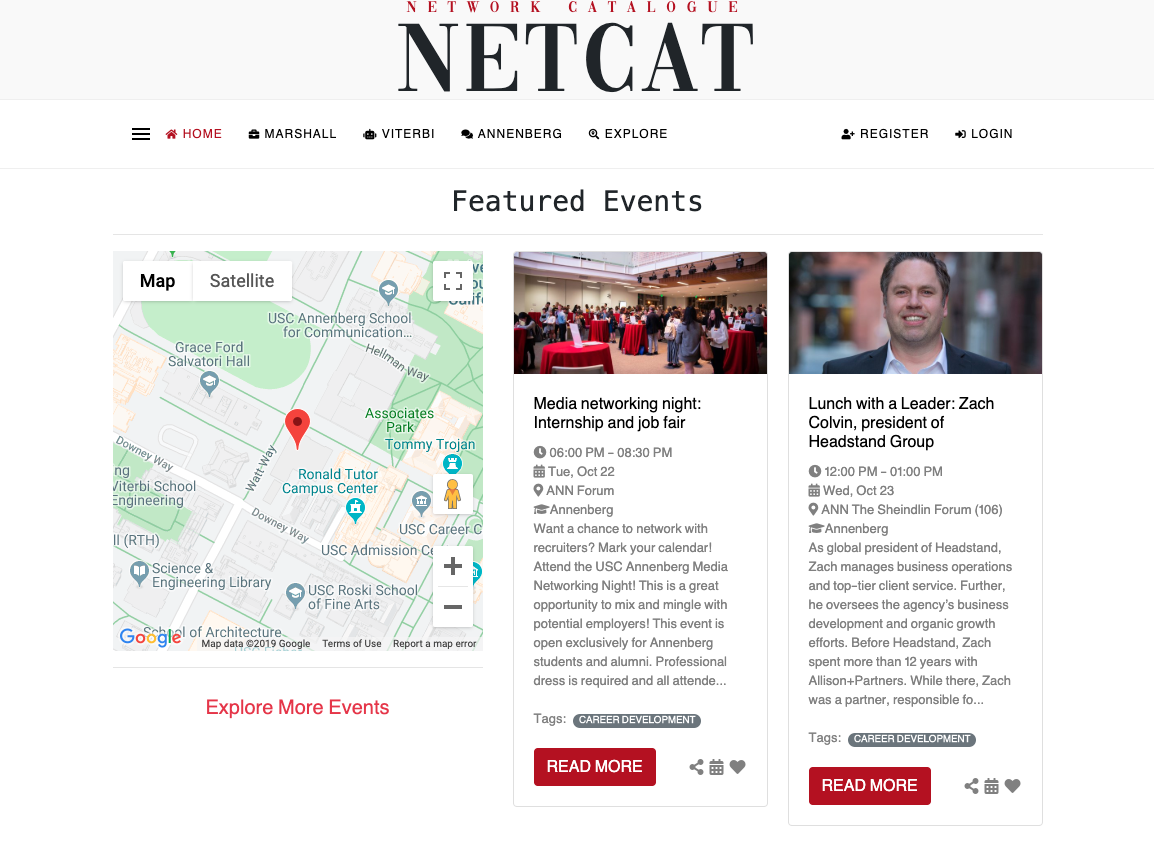 NETWORK CATALOGUE
NETCAT
HOME
MARSHALL
VITERBI
ANNENBERG
EXPLORE
REGISTER
LOGIN
Featured Events
Map
Satellite
USC Annenberg School
for Communication...
Grace Ford
Salvatori Hall
Hellman Way
Associates
Park
Tommy Trojan
Downey Way
Watt Way
Ronald Tutor
Campus Center
Viterbi School
Engineering
Downey Way
USC Career C
ll (RTH)
USC Admission Ce
Science &
Engineering Library
USC Roski School
of Fine Arts
School of Architecture
Google
Map data ©2019 Google
Terms of Use
Report a map error
Explore More Events
Media networking night:
Internship and job fair
06:00 PM - 08:30 PM
Tue, Oct 22
ANN Forum
Annenberg
Want a chance to network with
recruiters? Mark your calendar!
Attend the USC Annenberg Media
Networking Night! This is a great
opportunity to mix and mingle with
potential employers! This event is
open exclusively for Annenberg
students and alumni. Professional
dress is required and all attende...
Tags: CAREER DEVELOPMENT
READ MORE
Lunch with a Leader: Zach
Colvin, president of
Headstand Group
12:00 PM - 01:00 PM
Wed, Oct 23
ANN The Sheindlin Forum (106)
Annenberg
As global president of Headstand,
Zach manages business operations
and top-tier client service. Further,
he oversees the agency's business
development and organic growth
efforts. Before Headstand, Zach
spent more than 12 years with
Allison+Partners. While there, Zach
was a partner, responsible fo...
Tags: CAREER DEVELOPMENT
READ MORE